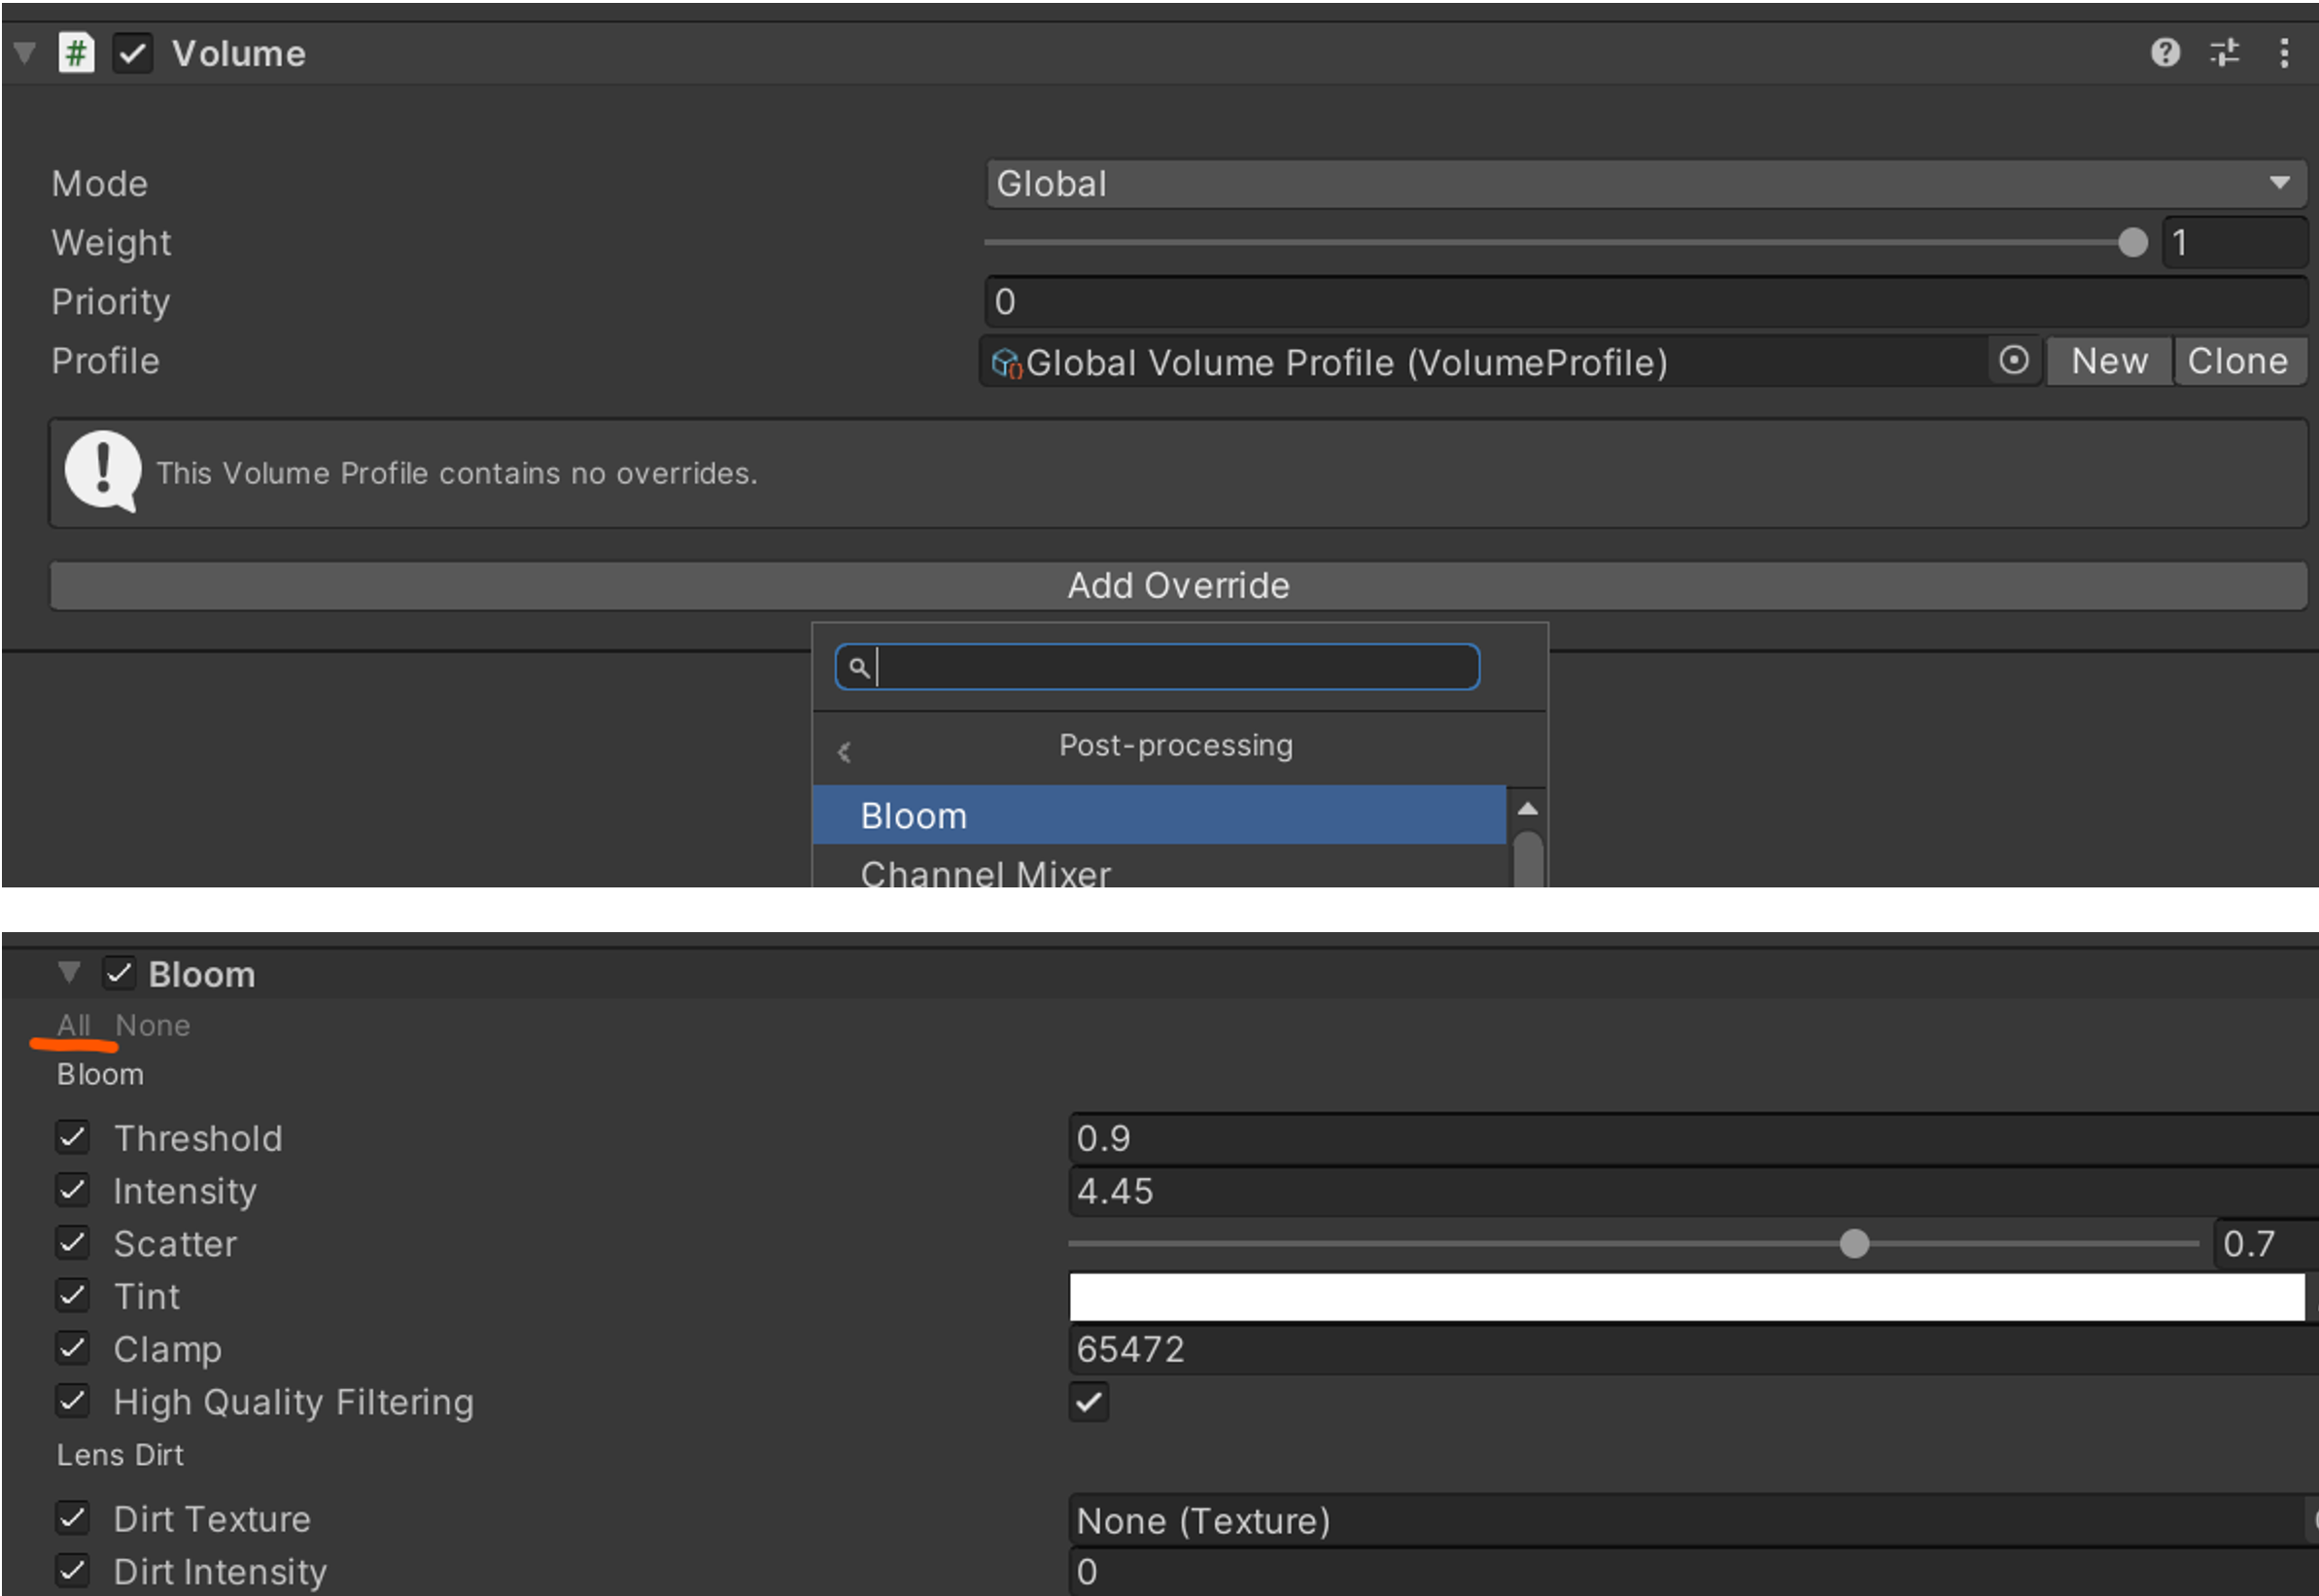 # Volume
Mode Global
Weight 1
Priority 0
Profile Global Volume Profile (VolumeProfile) New Clone
This Volume Profile contains no overrides.
Add Override
Post-processing
Bloom
Channel Mixer
Bloom
All None
Bloom
Threshold 0.9
Intensity 4.45
Scatter 0.7
Tint
Clamp 65472
High Quality Filtering
Lens Dirt
Dirt Texture None (Texture)
Dirt Intensity 0